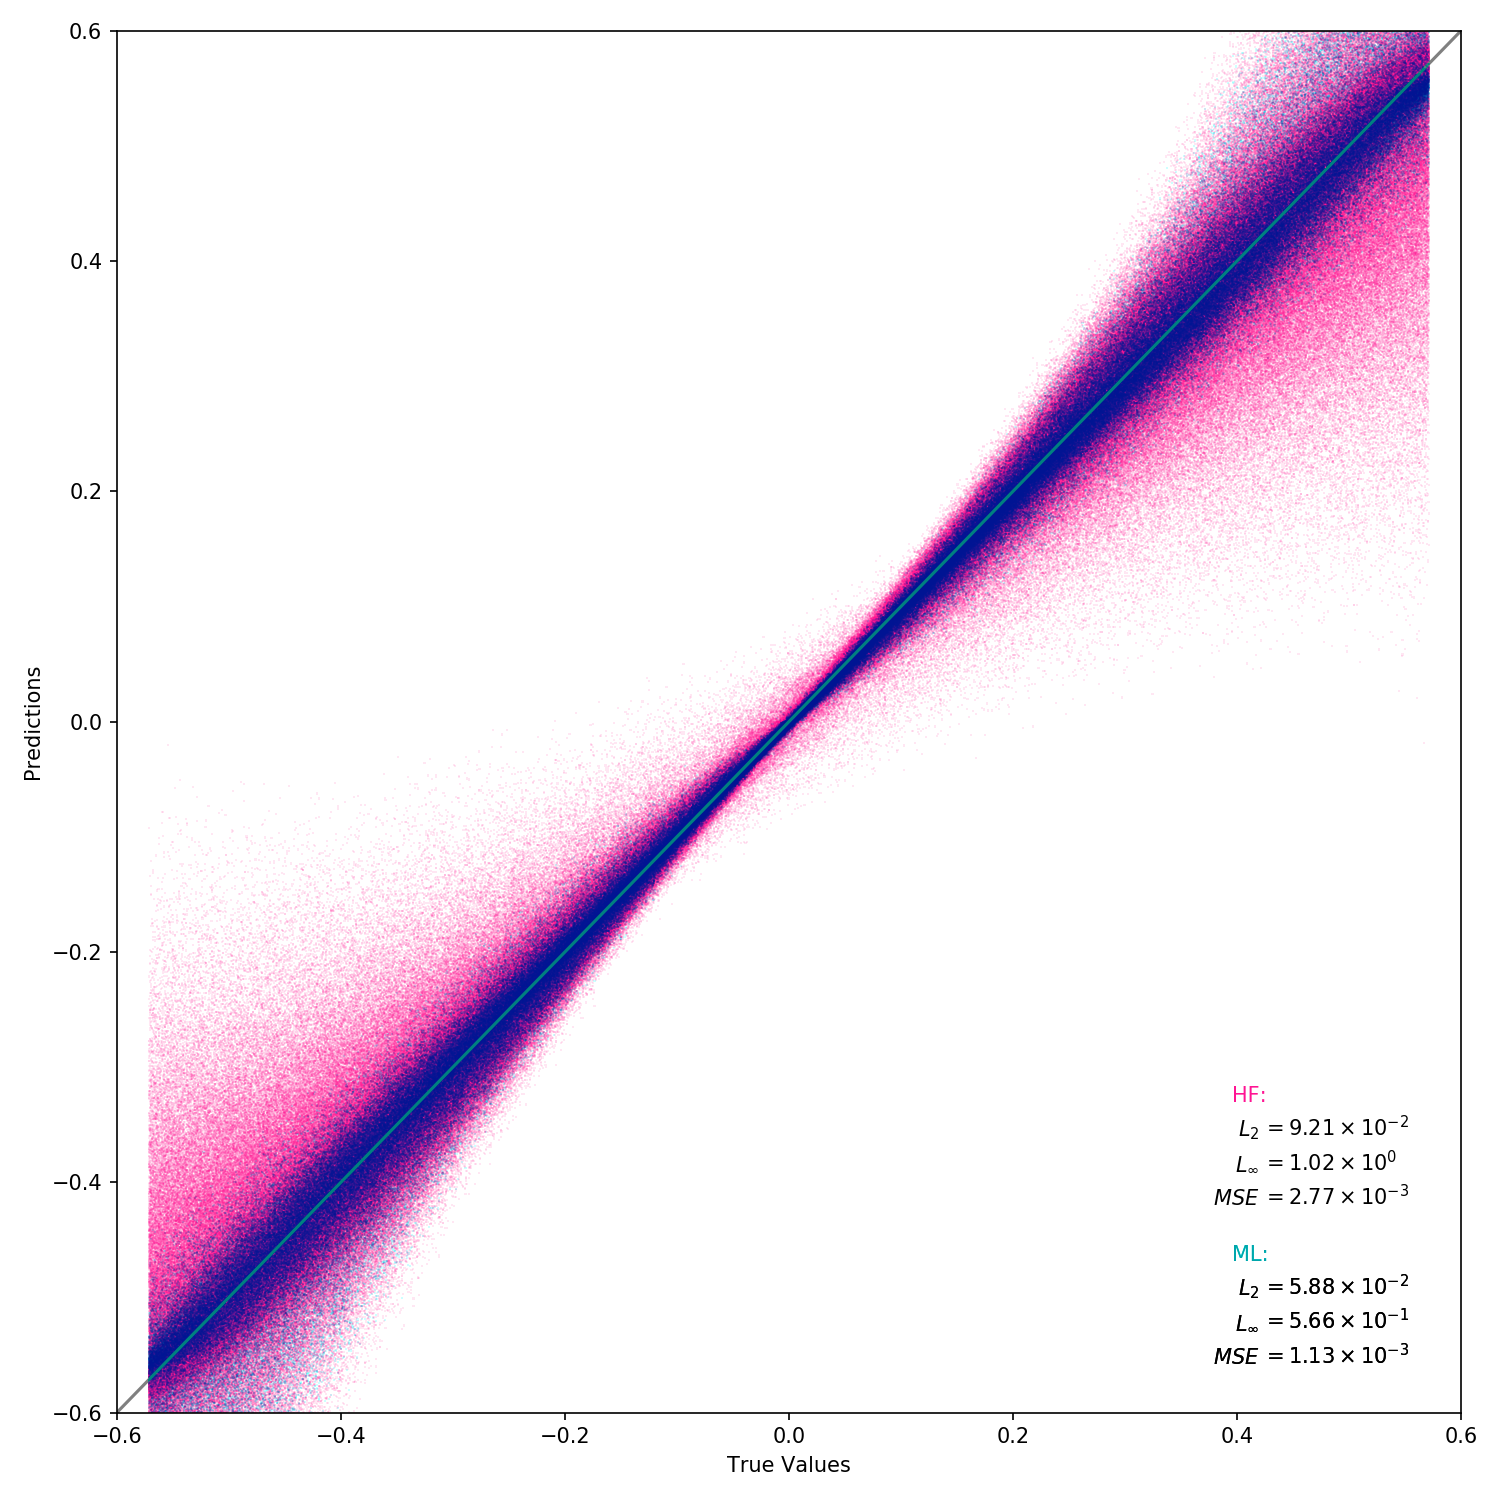 0.6
0.4
0.2
0.0
−0.2
−0.4
−0.6
Predictions
−0.6 −0.4 −0.2 0.0 0.2 0.4 0.6
True Values
HF:
L₂ = 9.21 × 10⁻²
L∞ = 1.02 × 10⁰
MSE = 2.77 × 10⁻³
ML:
L₂ = 5.88 × 10⁻²
L∞ = 5.66 × 10⁻¹
MSE = 1.13 × 10⁻³